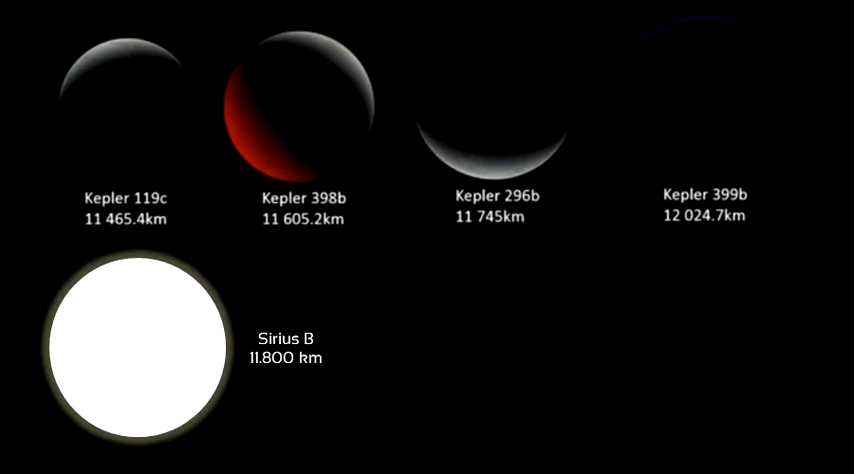 Kepler 119c
11 465.4km
Kepler 398b
11 605.2km
Kepler 296b
11 745km
Kepler 399b
12 024.7km
Sirius B
11.800 km